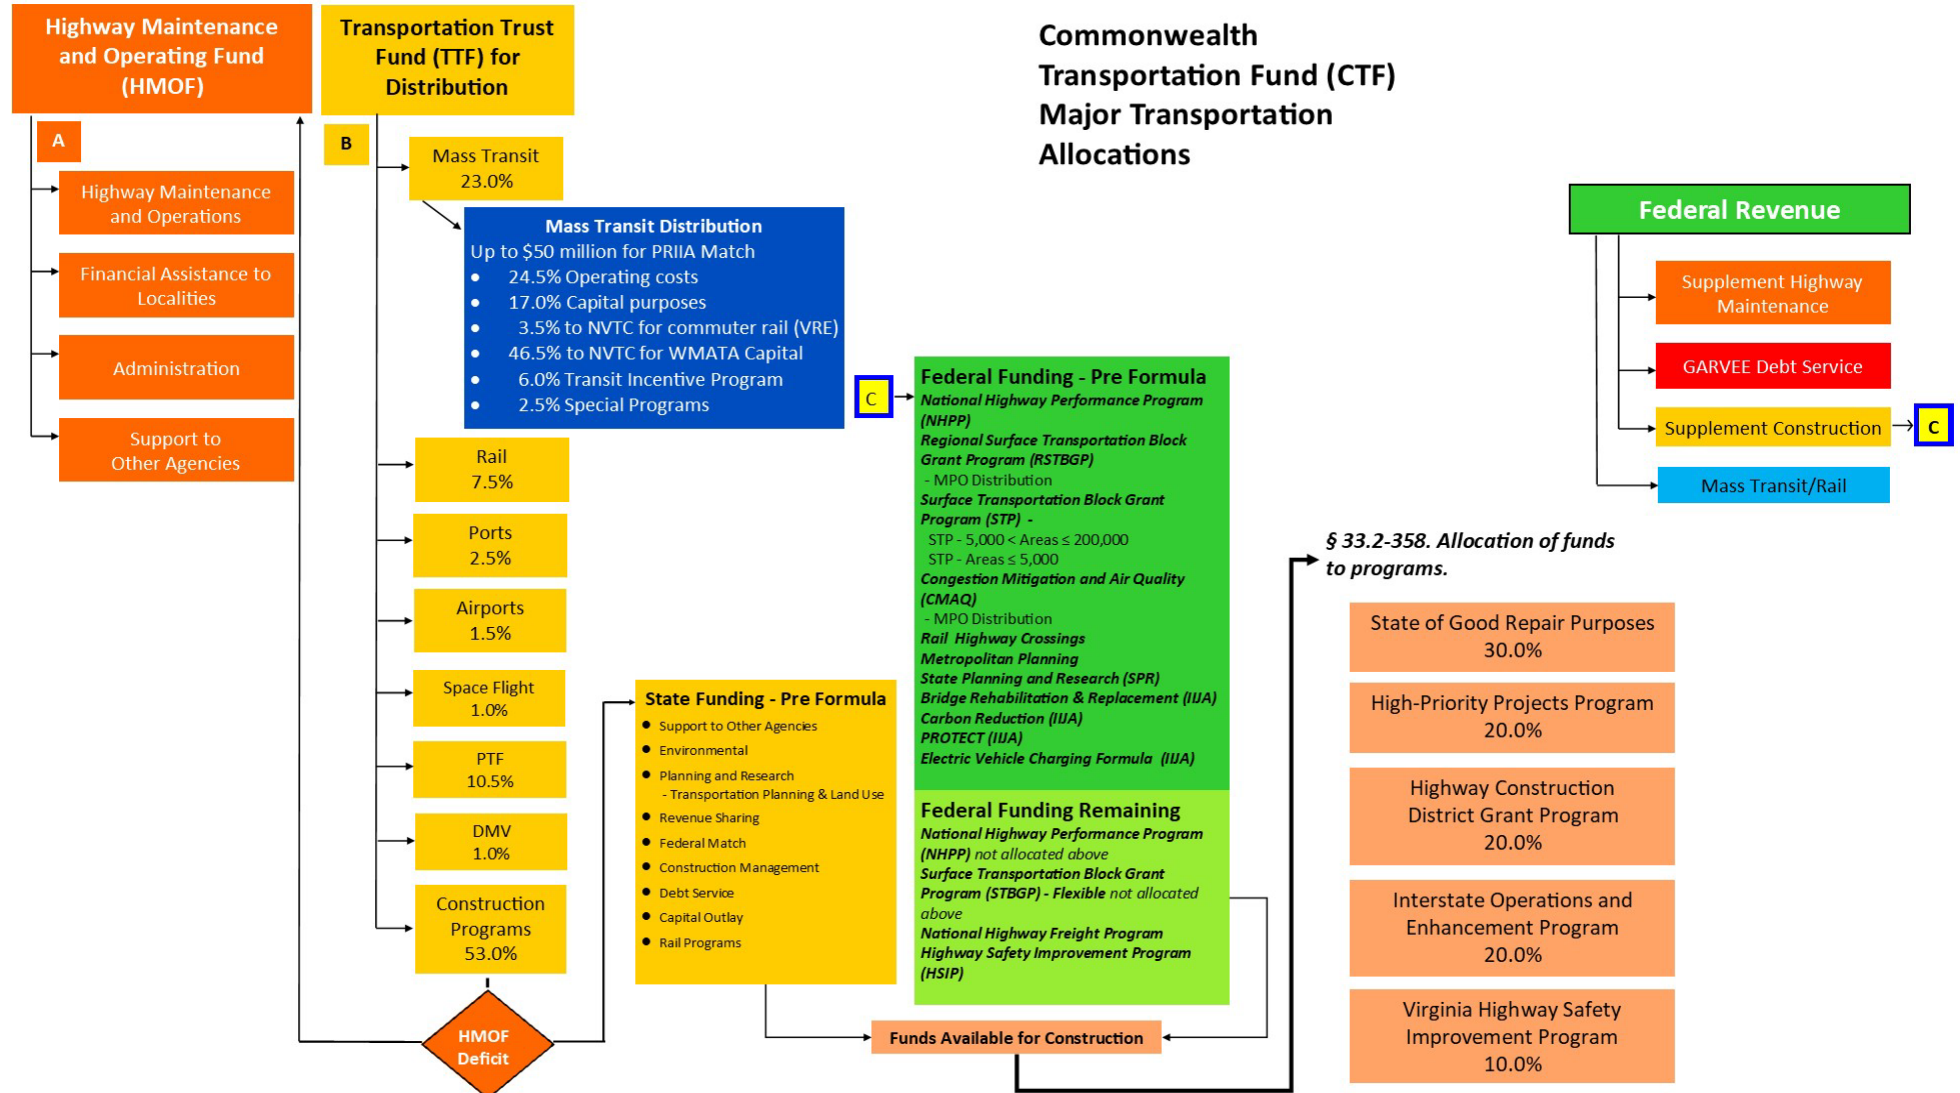 Highway Maintenance
and Operating Fund
(HMOF)
A
Highway Maintenance
and Operations
Financial Assistance to
Localities
Administration
Support to
Other Agencies
Transportation Trust
Fund (TTF) for
Distribution
B
Mass Transit
23.0%
Mass Transit Distribution
Up to $50 million for PRIIA Match
● 24.5% Operating costs
● 17.0% Capital purposes
● 3.5% to NVTC for commuter rail (VRE)
● 46.5% to NVTC for WMATA Capital
● 6.0% Transit Incentive Program
● 2.5% Special Programs
Rail
7.5%
Ports
2.5%
Airports
1.5%
Space Flight
1.0%
PTF
10.5%
DMV
1.0%
Construction
Programs
53.0%
HMOF
Deficit
State Funding - Pre Formula
● Support to Other Agencies
● Environmental
● Planning and Research
- Transportation Planning & Land Use
● Revenue Sharing
● Federal Match
● Construction Management
● Debt Service
● Capital Outlay
● Rail Programs
Commonwealth
Transportation Fund (CTF)
Major Transportation
Allocations
C
Federal Funding - Pre Formula
National Highway Performance Program
(NHPP)
Regional Surface Transportation Block
Grant Program (RSTBGP)
- MPO Distribution
Surface Transportation Block Grant
Program (STP) -
STP - 5,000 < Areas ≤ 200,000
STP - Areas ≤ 5,000
Congestion Mitigation and Air Quality
(CMAQ)
- MPO Distribution
Rail Highway Crossings
Metropolitan Planning
State Planning and Research (SPR)
Bridge Rehabilitation & Replacement (IIJA)
Carbon Reduction (IIJA)
PROTECT (IIJA)
Electric Vehicle Charging Formula (IIJA)
Federal Funding Remaining
National Highway Performance Program
(NHPP) not allocated above
Surface Transportation Block Grant
Program (STBGP) - Flexible not allocated
above
National Highway Freight Program
Highway Safety Improvement Program
(HSIP)
Funds Available for Construction
Federal Revenue
Supplement Highway
Maintenance
GARVEE Debt Service
Supplement Construction
C
Mass Transit/Rail
§ 33.2-358. Allocation of funds
to programs.
State of Good Repair Purposes
30.0%
High-Priority Projects Program
20.0%
Highway Construction
District Grant Program
20.0%
Interstate Operations and
Enhancement Program
20.0%
Virginia Highway Safety
Improvement Program
10.0%